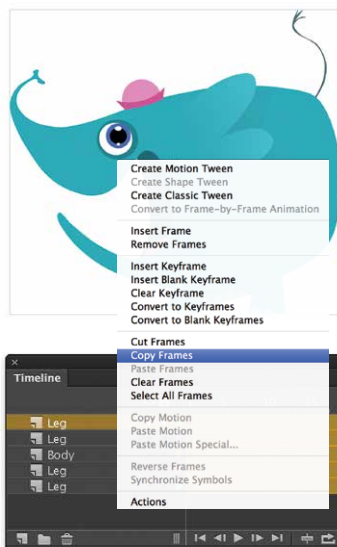 Create Motion Tween
Create Shape Tween
Create Classic Tween
Convert to Frame-by-Frame Animation
Insert Frame
Remove Frames
Insert Keyframe
Insert Blank Keyframe
Clear Keyframe
Convert to Keyframes
Convert to Blank Keyframes
Cut Frames
Copy Frames
Paste Frames
Clear Frames
Select All Frames
Copy Motion
Paste Motion
Paste Motion Special...
Reverse Frames
Synchronize Symbols
Actions
Timeline
Leg
Leg
Body
Leg
Leg